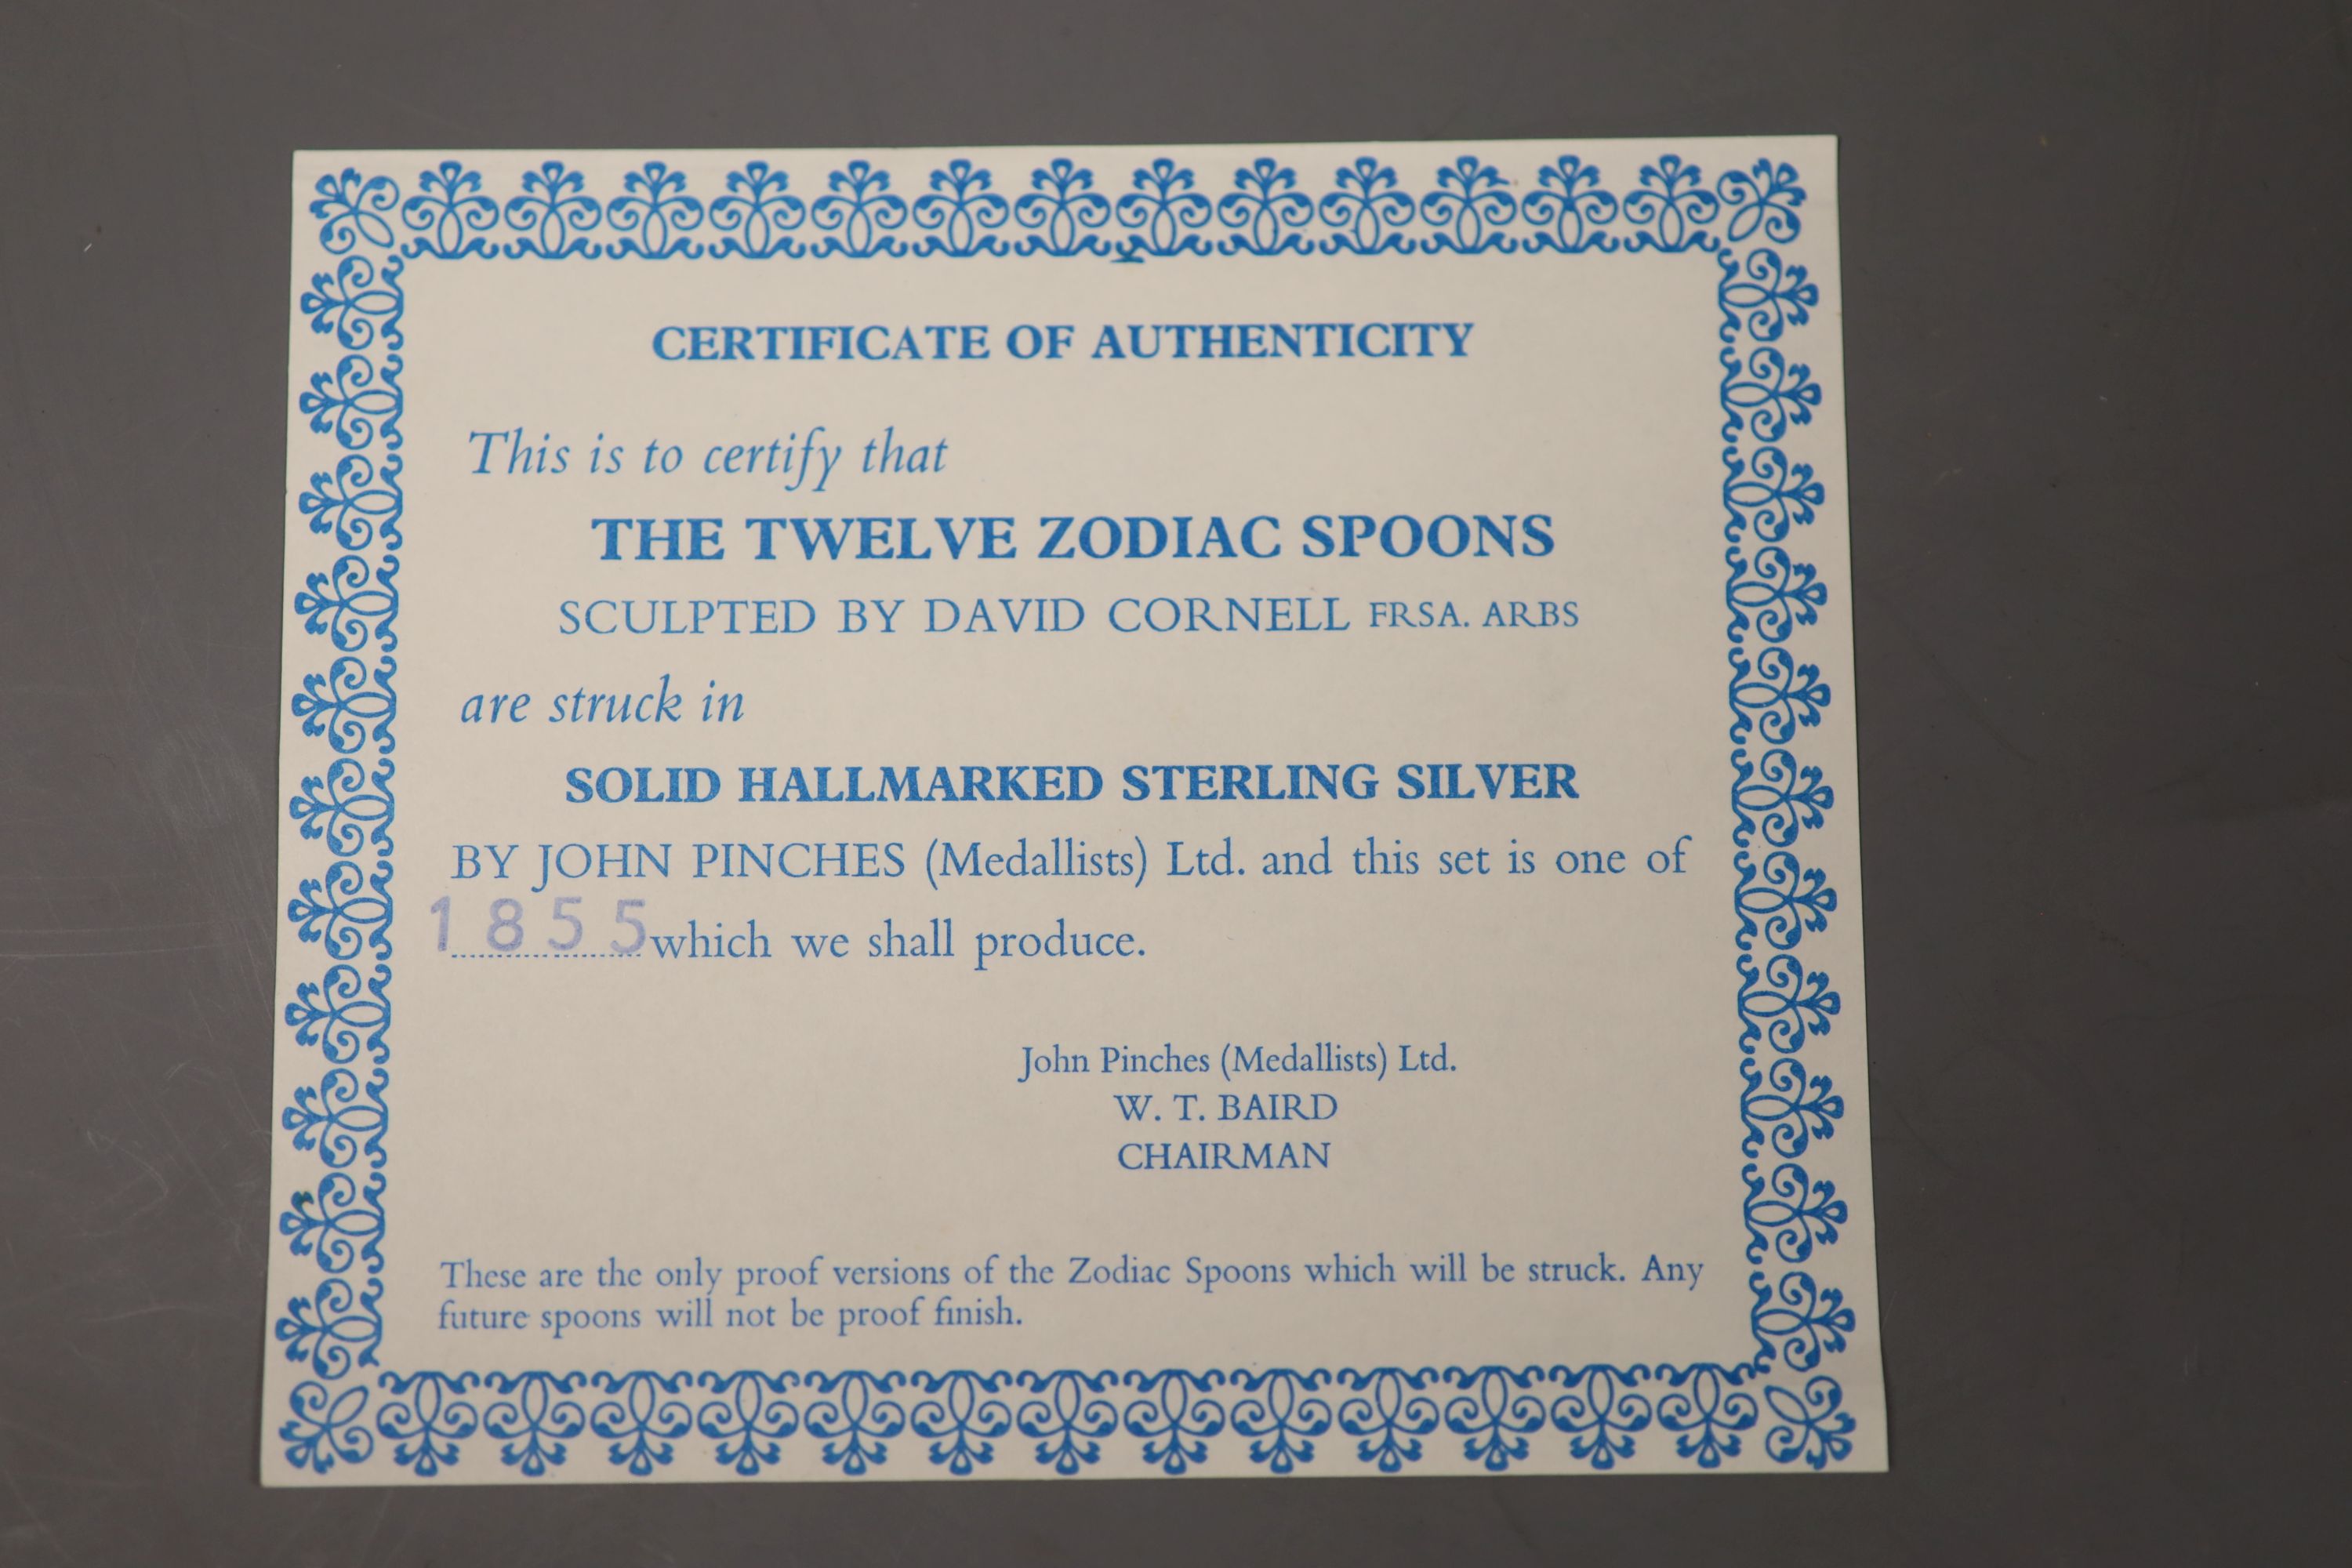 CERTIFICATE OF AUTHENTICITY
This is to certify that
THE TWELVE ZODIAC SPOONS
SCULPTED BY DAVID CORNELL FRSA. ARBS
are struck in
SOLID HALLMARKED STERLING SILVER
BY JOHN PINCHES (Medallists) Ltd. and this set is one of
1855 which we shall produce.
John Pinches (Medallists) Ltd.
W. T. BAIRD
CHAIRMAN
These are the only proof versions of the Zodiac Spoons which will be struck. Any
future spoons will not be proof finish.